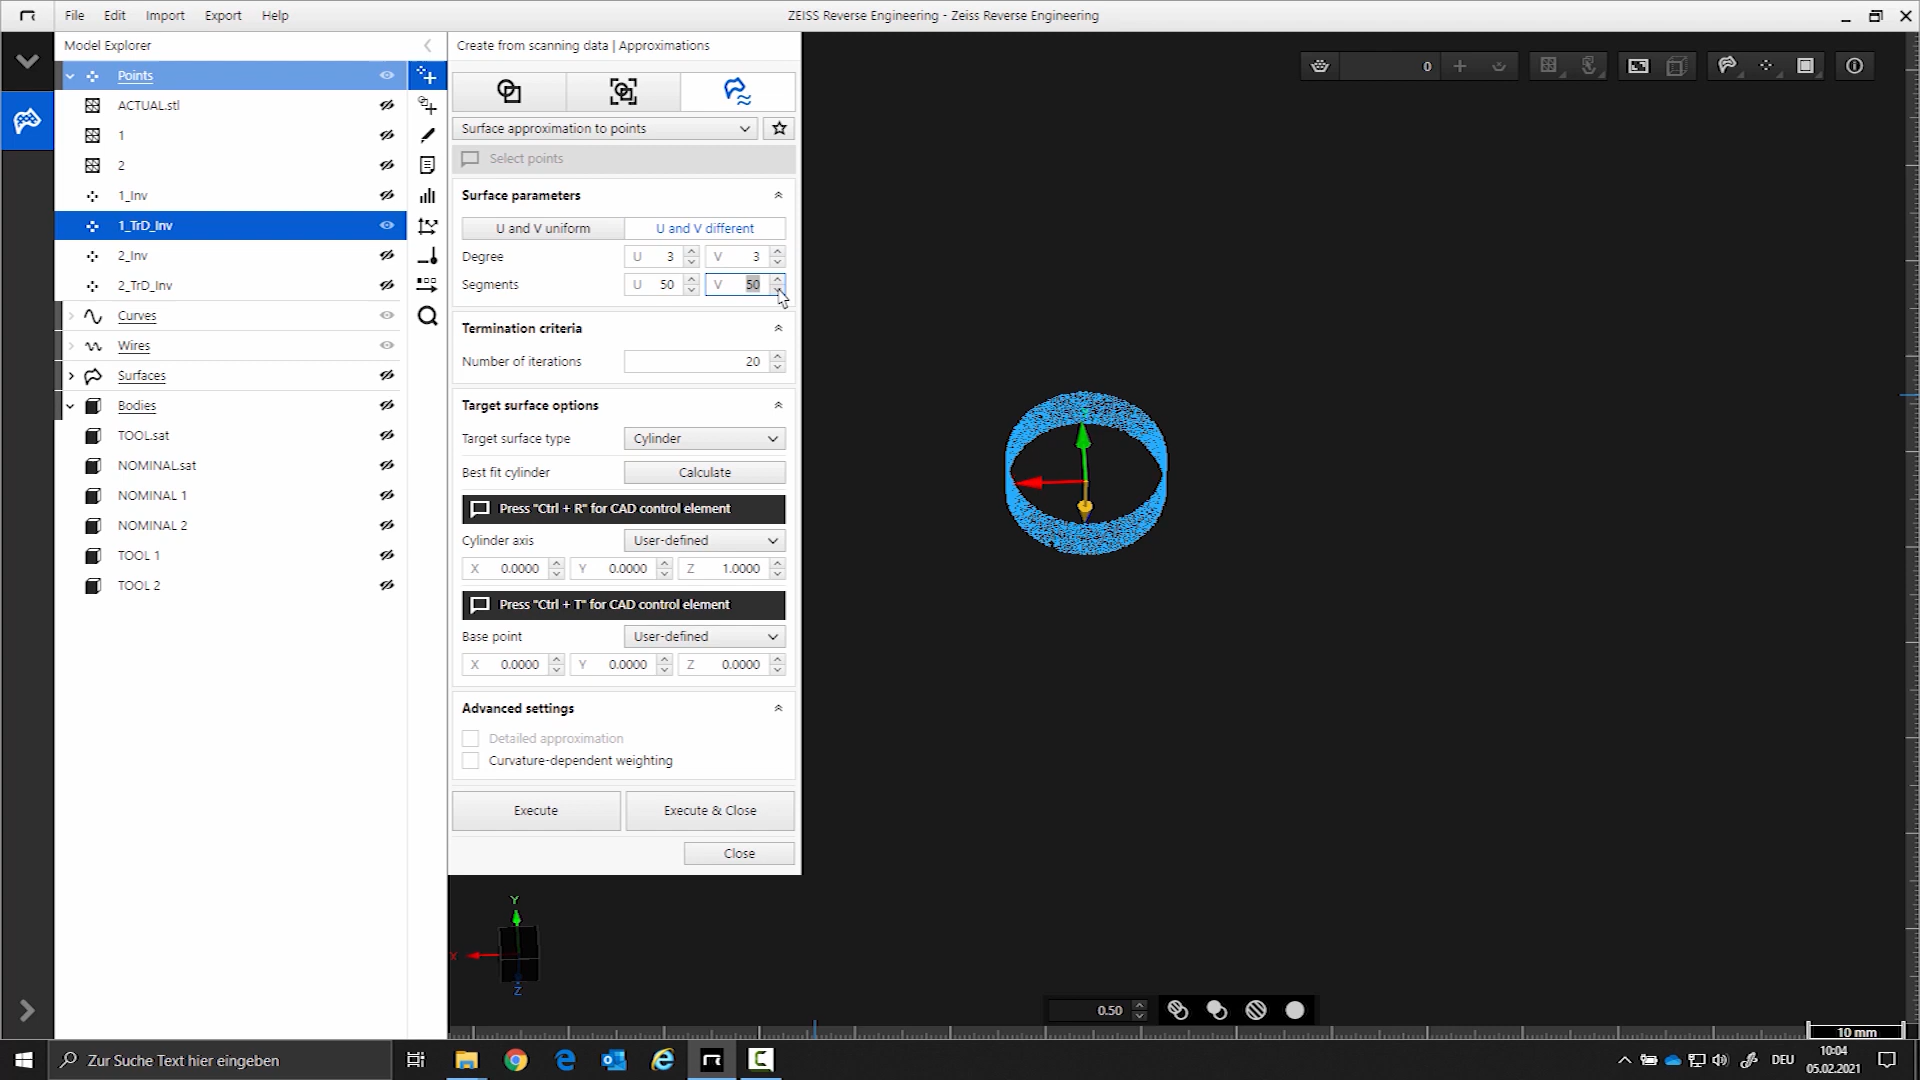 File Edit Import Export Help
ZEISS Reverse Engineering - Zeiss Reverse Engineering
Model Explorer
Points
ACTUAL.stl
1
2
1_Inv
1_TrD_Inv
2_Inv
2_TrD_Inv
Curves
Wires
Surfaces
Bodies
TOOL.sat
NOMINAL.sat
NOMINAL 1
NOMINAL 2
TOOL 1
TOOL 2
Create from scanning data | Approximations
Surface approximation to points
Select points
Surface parameters
U and V uniform U and V different
Degree U 3 V 3
Segments U 50 V 50
Termination criteria
Number of iterations 20
Target surface options
Target surface type Cylinder
Best fit cylinder Calculate
Press "Ctrl + R" for CAD control element
Cylinder axis User-defined
X 0.0000 Y 0.0000 Z 1.0000
Press "Ctrl + T" for CAD control element
Base point User-defined
X 0.0000 Y 0.0000 Z 0.0000
Advanced settings
Detailed approximation
Curvature-dependent weighting
Execute Execute & Close
Close
0
Y
X
Z
0.50
10 mm
Zur Suche Text hier eingeben
DEU
10:04
05.02.2021